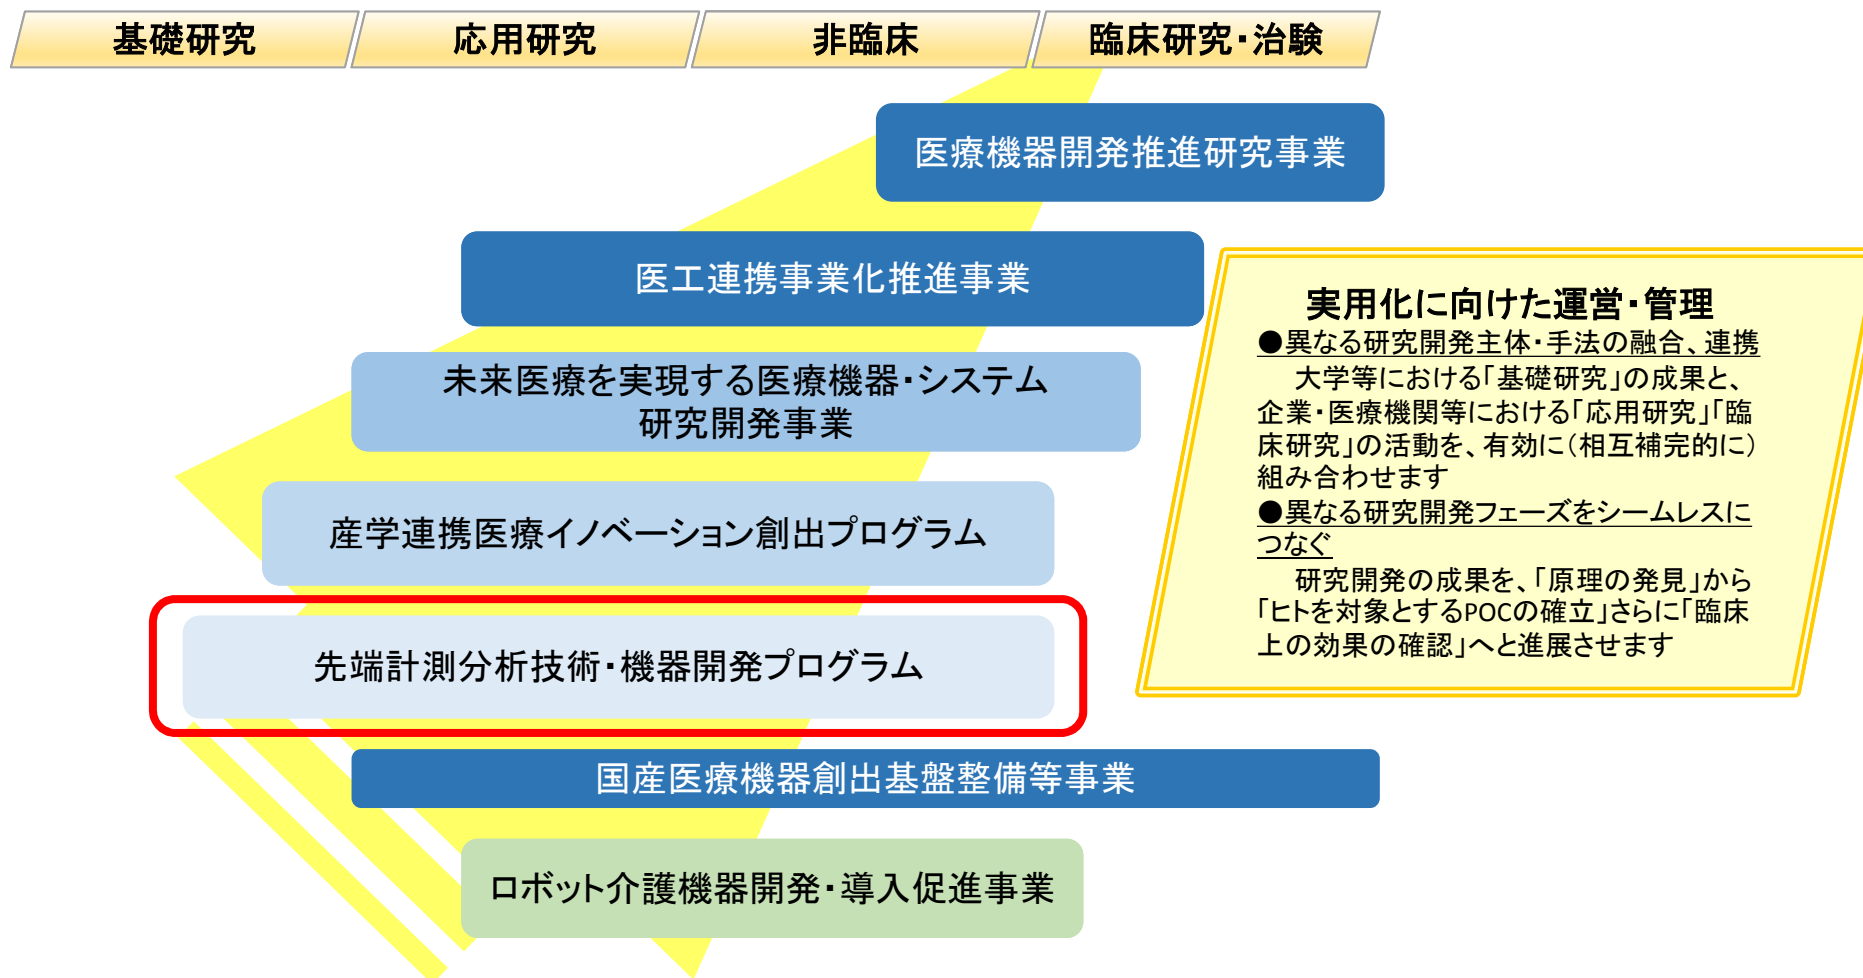 基礎研究
応用研究
非臨床
臨床研究・治験
医療機器開発推進研究事業
医工連携事業化推進事業
未来医療を実現する医療機器・システム
研究開発事業
産学連携医療イノベーション創出プログラム
先端計測分析技術・機器開発プログラム
国産医療機器創出基盤整備等事業
ロボット介護機器開発・導入促進事業
実用化に向けた運営・管理
●異なる研究開発主体・手法の融合、連携
大学等における「基礎研究」の成果と、
企業・医療機関等における「応用研究」「臨
床研究」の活動を、有効に（相互補完的に）
組み合わせます
●異なる研究開発フェーズをシームレスに
つなぐ
研究開発の成果を、「原理の発見」から
「ヒトを対象とするPOCの確立」さらに「臨床
上の効果の確認」へと進展させます